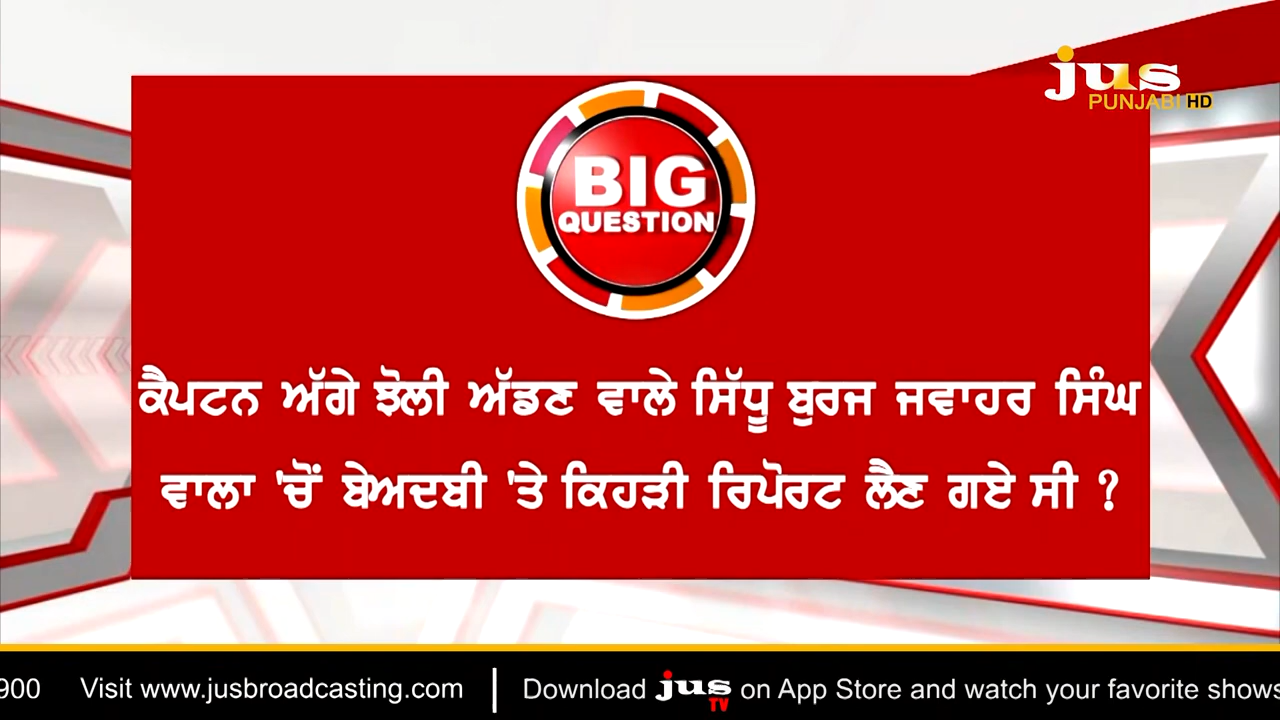 jus
PUNJABI HD
BIG
QUESTION
ਕੈਪਟਨ ਅੱਗੇ ਝੋਲੀ ਅੱਡਣ ਵਾਲੇ ਸਿੱਧੂ ਬੁਰਜ ਜਵਾਹਰ ਸਿੰਘ
ਵਾਲਾ 'ਚੋਂ ਬੇਅਦਬੀ 'ਤੇ ਕਿਹੜੀ ਰਿਪੋਰਟ ਲੈਣ ਗਏ ਸੀ ?
900 Visit www.jusbroadcasting.com | Download jus TV on App Store and watch your favorite shows